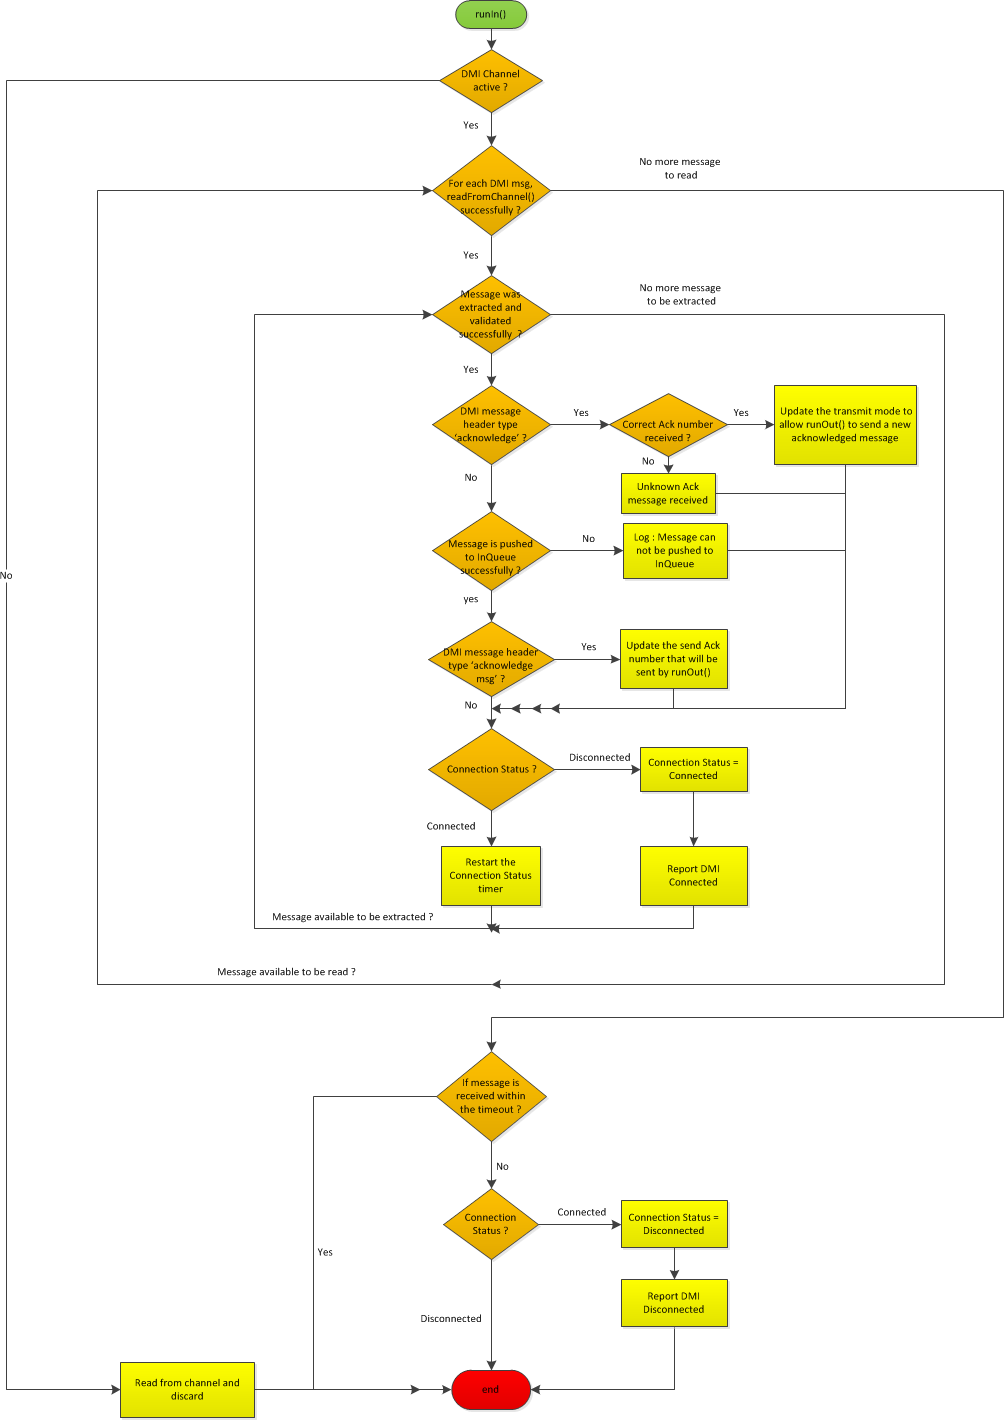 runIn()
DMI Channel
active ?
Yes
No more message
to read
For each DMI msg,
readFromChannel()
successfully ?
Yes
No more message
to be extracted
Message was
extracted and
validated
successfully ?
Yes
DMI message
header type
‘acknowledge’ ?
Yes
Correct Ack number
received ?
Yes
Update the transmit mode to
allow runOut() to send a new
acknowledged message
No
No
Unknown Ack
message received
Message is pushed
to InQueue
successfully ?
No
Log : Message can
not be pushed to
InQueue
No
yes
DMI message header
type ‘acknowledge
msg’ ?
Yes
Update the send Ack
number that will be
sent by runOut()
No
Connection Status ?
Disconnected
Connection Status =
Connected
Connected
Restart the
Connection Status
timer
Report DMI
Connected
Message available to be extracted ?
Message available to be read ?
If message is
received within
the timeout ?
No
Connection
Status ?
Connected
Connection Status =
Disconnected
Yes
Report DMI
Disconnected
Disconnected
Read from channel and
discard
end